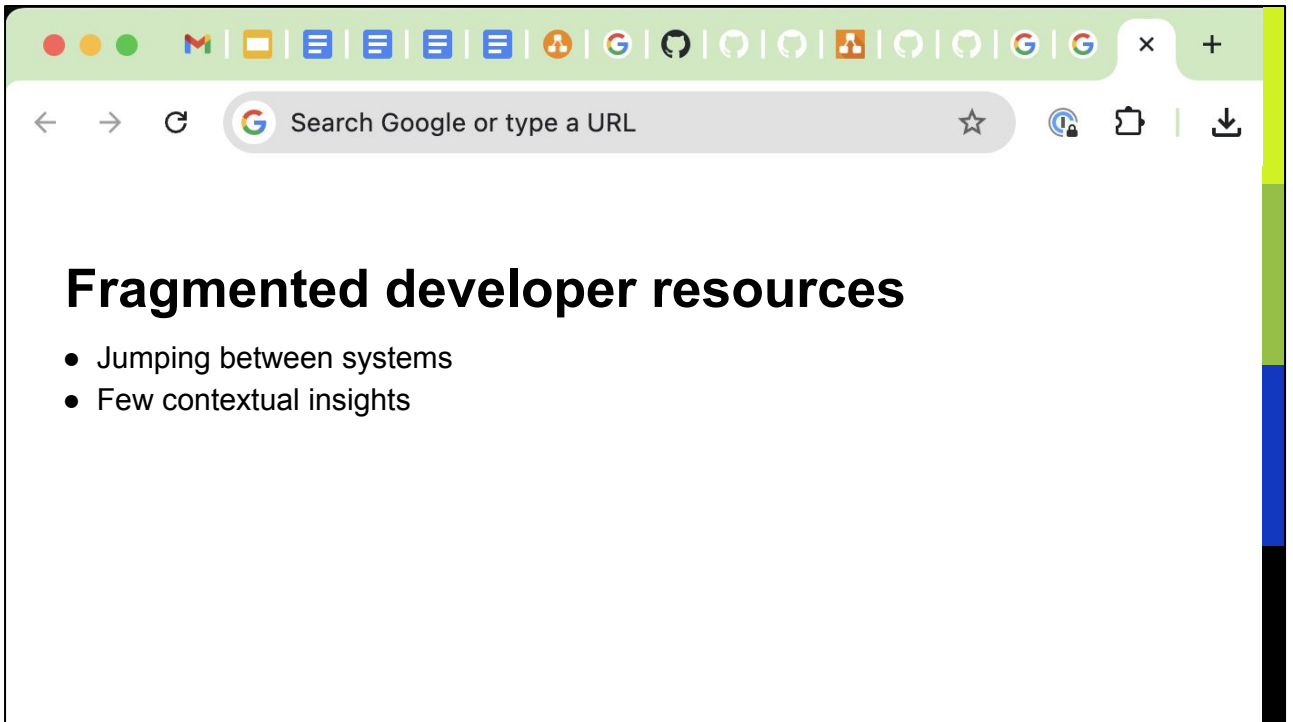 Search Google or type a URL
Fragmented developer resources
● Jumping between systems
● Few contextual insights